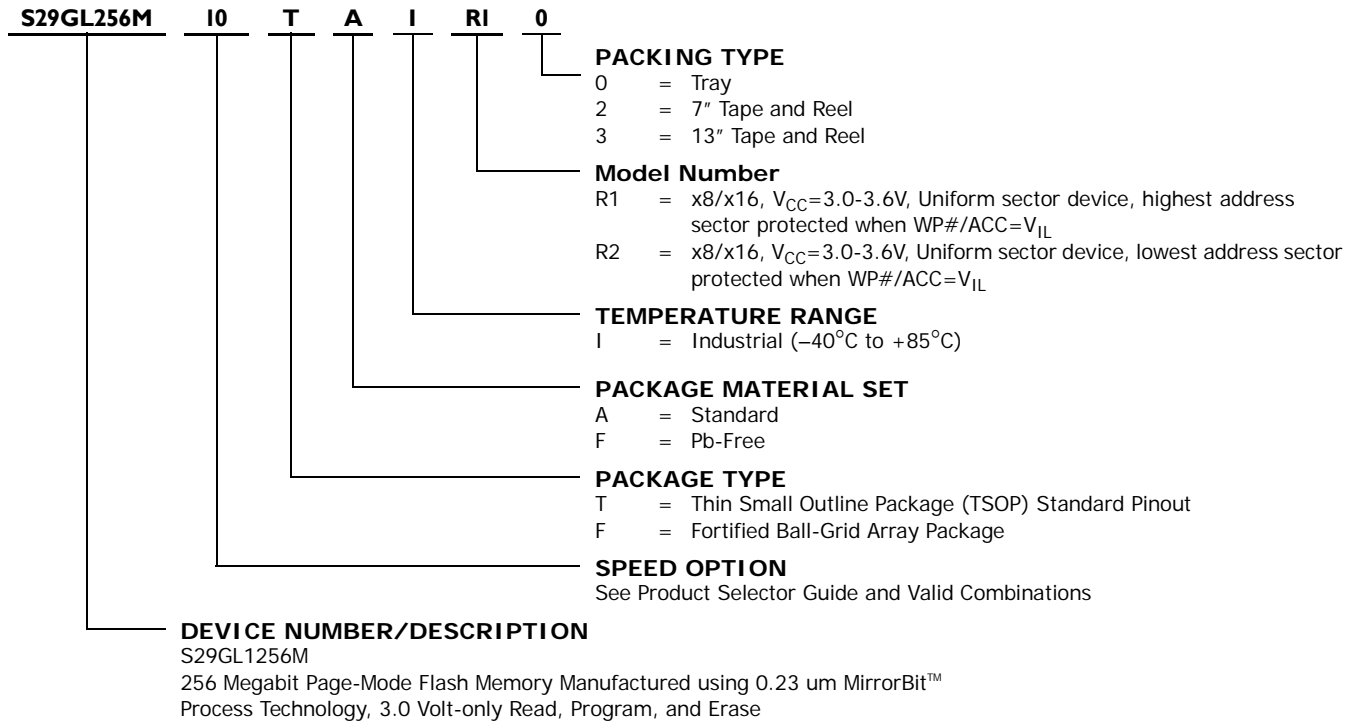 S29GL256M 10 T A I R1 0
PACKING TYPE
0 = Tray
2 = 7″ Tape and Reel
3 = 13″ Tape and Reel
Model Number
R1 = x8/x16, VCC=3.0-3.6V, Uniform sector device, highest address
sector protected when WP#/ACC=VIL
R2 = x8/x16, VCC=3.0-3.6V, Uniform sector device, lowest address sector
protected when WP#/ACC=VIL
TEMPERATURE RANGE
I = Industrial (–40°C to +85°C)
PACKAGE MATERIAL SET
A = Standard
F = Pb-Free
PACKAGE TYPE
T = Thin Small Outline Package (TSOP) Standard Pinout
F = Fortified Ball-Grid Array Package
SPEED OPTION
See Product Selector Guide and Valid Combinations
DEVICE NUMBER/DESCRIPTION
S29GL1256M
256 Megabit Page-Mode Flash Memory Manufactured using 0.23 um MirrorBit™
Process Technology, 3.0 Volt-only Read, Program, and Erase